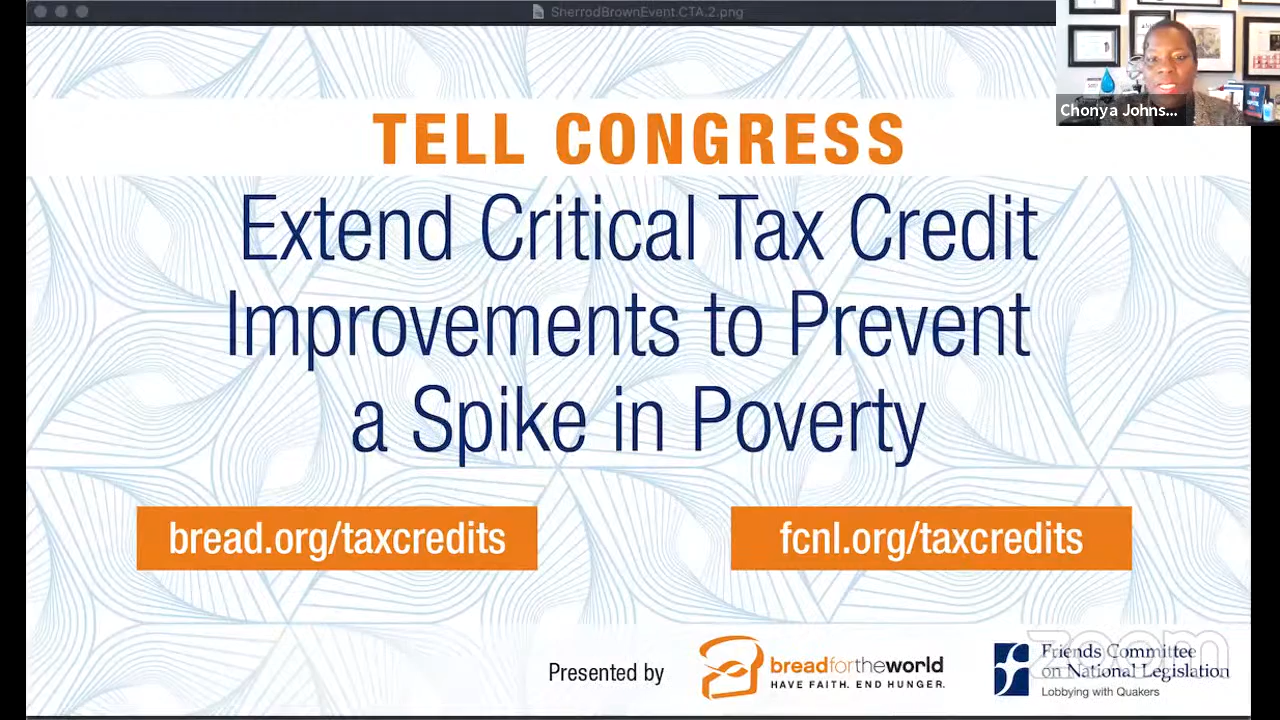 SherrodBrownEvent.CTA.2.png
Chonya Johns...
TELL CONGRESS
Extend Critical Tax Credit
Improvements to Prevent
a Spike in Poverty
bread.org/taxcredits
fcnl.org/taxcredits
Presented by
breadfortheworld
HAVE FAITH. END HUNGER.
Friends Committee
on National Legislation
Lobbying with Quakers
zoom